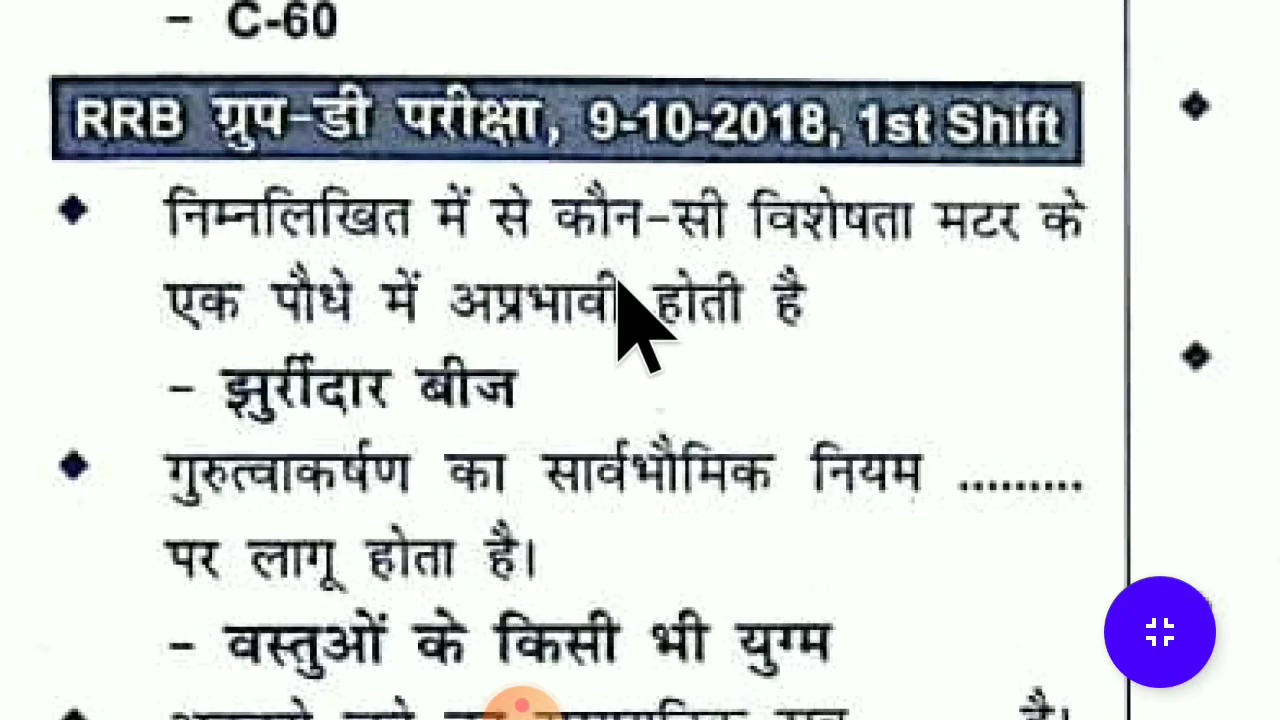 - C-60
RRB ग्रुप-डी परीक्षा, 9-10-2018, 1st Shift
निम्नलिखित में से कौन-सी विशेषता मटर के
एक पौधे में अप्रभावी होती है
- झुर्रीदार बीज
गुरुत्वाकर्षण का सार्वभौमिक नियम .........
पर लागू होता है।
- वस्तुओं के किसी भी युग्म
है।